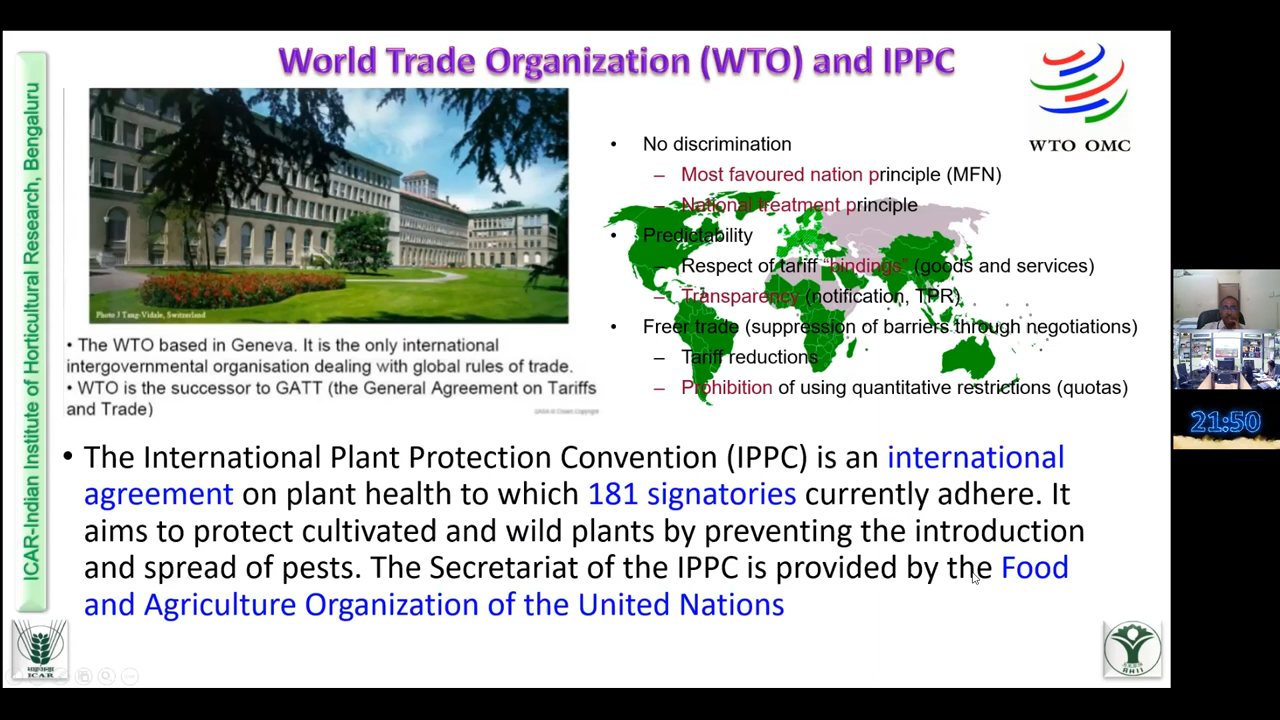 World Trade Organization (WTO) and IPPC
WTO OMC
ICAR-Indian Institute of Horticultural Research, Bengaluru
Photo J Tang-Vidale, Switzerland
• The WTO based in Geneva. It is the only international
intergovernmental organisation dealing with global rules of trade.
• WTO is the successor to GATT (the General Agreement on Tariffs
and Trade)
• No discrimination
– Most favoured nation principle (MFN)
– National treatment principle
• Predictability
Respect of tariff “bindings” (goods and services)
– Transparency (notification, TPR)
• Freer trade (suppression of barriers through negotiations)
– Tariff reductions
– Prohibition of using quantitative restrictions (quotas)
• The International Plant Protection Convention (IPPC) is an international
agreement on plant health to which 181 signatories currently adhere. It
aims to protect cultivated and wild plants by preventing the introduction
and spread of pests. The Secretariat of the IPPC is provided by the Food
and Agriculture Organization of the United Nations
ICAR
21:50